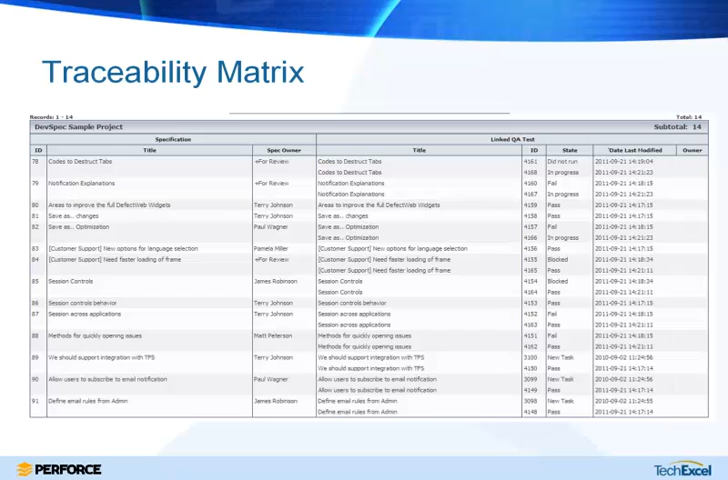 Traceability Matrix
Records: 1 - 14 Total: 14
DevSpec Sample Project Subtotal: 14
Specification Linked QA Test
ID Title Spec Owner Title ID State Date Last Modified Owner
78 Codes to Destruct Tabs +For Review Codes to Destruct Tabs 4161 Did not run 2011-09-21 14:19:04
Codes to Destruct Tabs 4168 In progress 2011-09-21 14:21:23
79 Notification Explanations +For Review Notification Explanations 4160 Fail 2011-09-21 14:18:15
Notification Explanations 4167 In progress 2011-09-21 14:21:23
80 Areas to improve the full DefectWeb Widgets Terry Johnson Areas to improve the full DefectWeb Widgets 4159 Pass 2011-09-21 14:17:15
81 Save as... changes Terry Johnson Save as... changes 4158 Pass 2011-09-21 14:17:15
82 Save as... Optimization Paul Wagner Save as... Optimization 4157 Fail 2011-09-21 14:18:15
Save as... Optimization 4166 In progress 2011-09-21 14:21:23
83 [Customer Support] New options for language selection Pamela Miller [Customer Support] New options for language selection 4156 Pass 2011-09-21 14:17:15
84 [Customer Support] Need faster loading of frame +For Review [Customer Support] Need faster loading of frame 4155 Blocked 2011-09-21 14:18:34
[Customer Support] Need faster loading of frame 4165 Pass 2011-09-21 14:21:11
85 Session Controls James Robinson Session Controls 4154 Blocked 2011-09-21 14:18:34
Session Controls 4164 Pass 2011-09-21 14:21:11
86 Session controls behavior Terry Johnson Session controls behavior 4153 Pass 2011-09-21 14:17:15
87 Session across applications Terry Johnson Session across applications 4152 Fail 2011-09-21 14:18:15
Session across applications 4163 Pass 2011-09-21 14:21:11
88 Methods for quickly opening issues Matt Peterson Methods for quickly opening issues 4151 Fail 2011-09-21 14:18:15
Methods for quickly opening issues 4162 Pass 2011-09-21 14:21:11
89 We should support integration with TPS Terry Johnson We should support integration with TPS 3100 New Task 2010-09-02 11:24:56
We should support integration with TPS 4150 Pass 2011-09-21 14:17:14
90 Allow users to subscribe to email notification Paul Wagner Allow users to subscribe to email notification 3099 New Task 2010-09-02 11:24:56
Allow users to subscribe to email notification 4149 Pass 2011-09-21 14:17:14
91 Define email rules from Admin James Robinson Define email rules from Admin 3098 New Task 2010-09-02 11:24:55
Define email rules from Admin 4148 Pass 2011-09-21 14:17:14
PERFORCE TechExcel